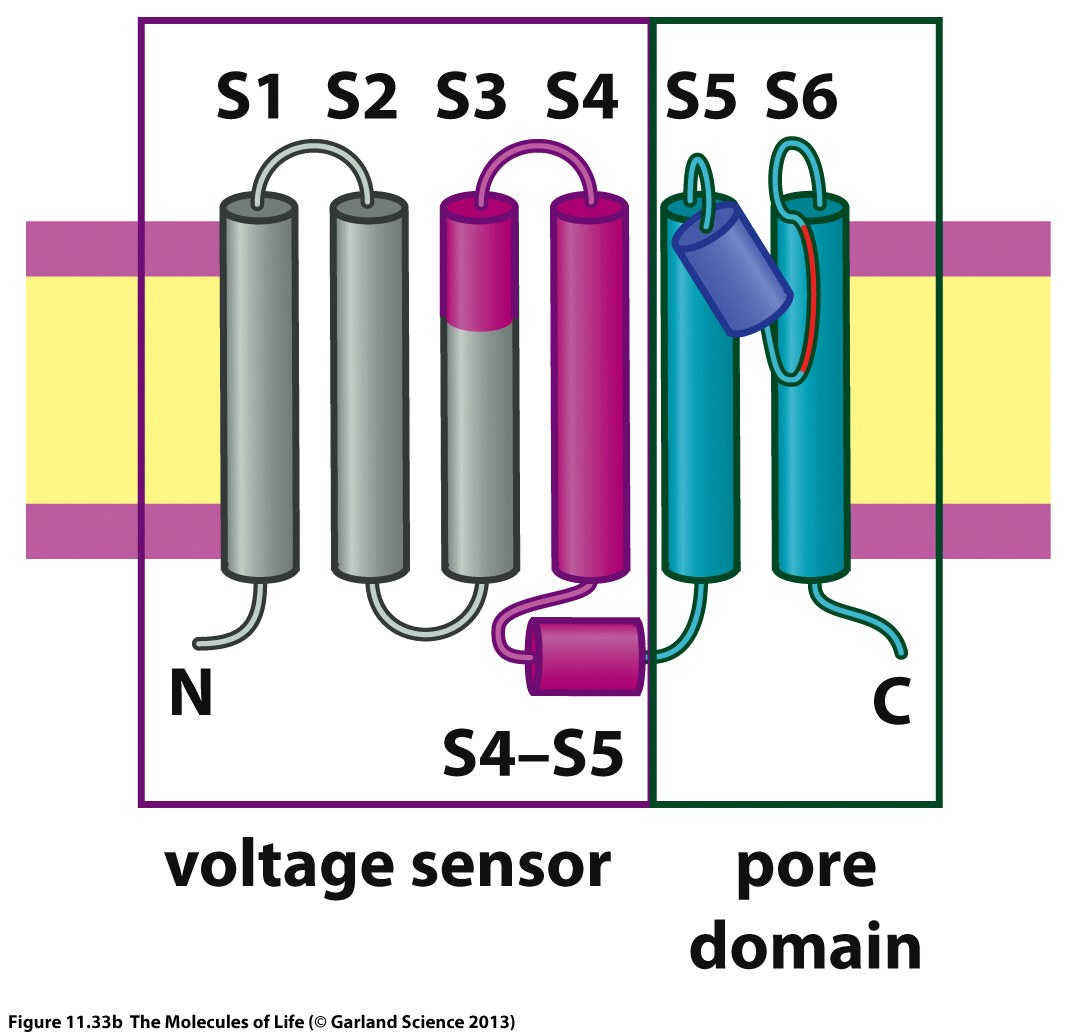 S1 S2 S3 S4 S5 S6
N
C
S4–S5
voltage sensor
pore
domain
Figure 11.33b The Molecules of Life (© Garland Science 2013)